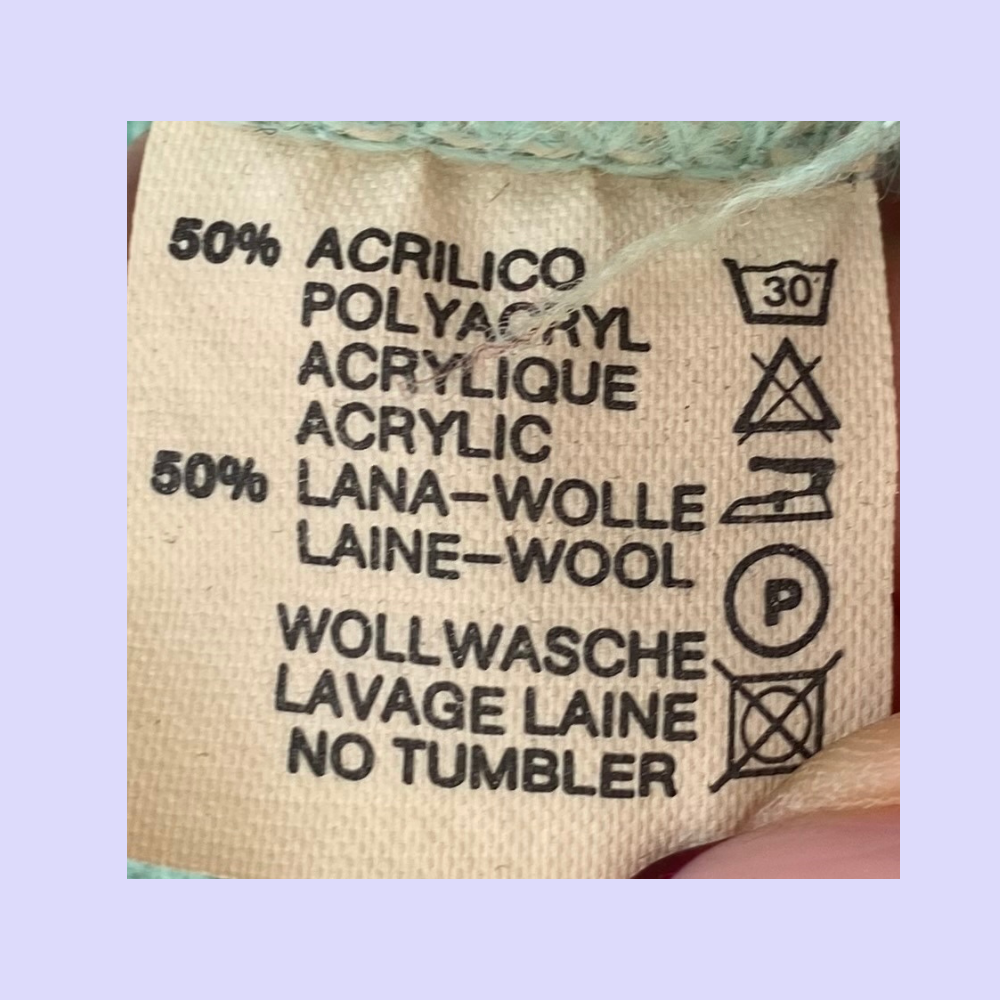 50% ACRILICO
POLYACRYL
ACRYLIQUE
ACRYLIC
50% LANA-WOLLE
LAINE-WOOL
WOLLWASCHE
LAVAGE LAINE
NO TUMBLER
30°
P